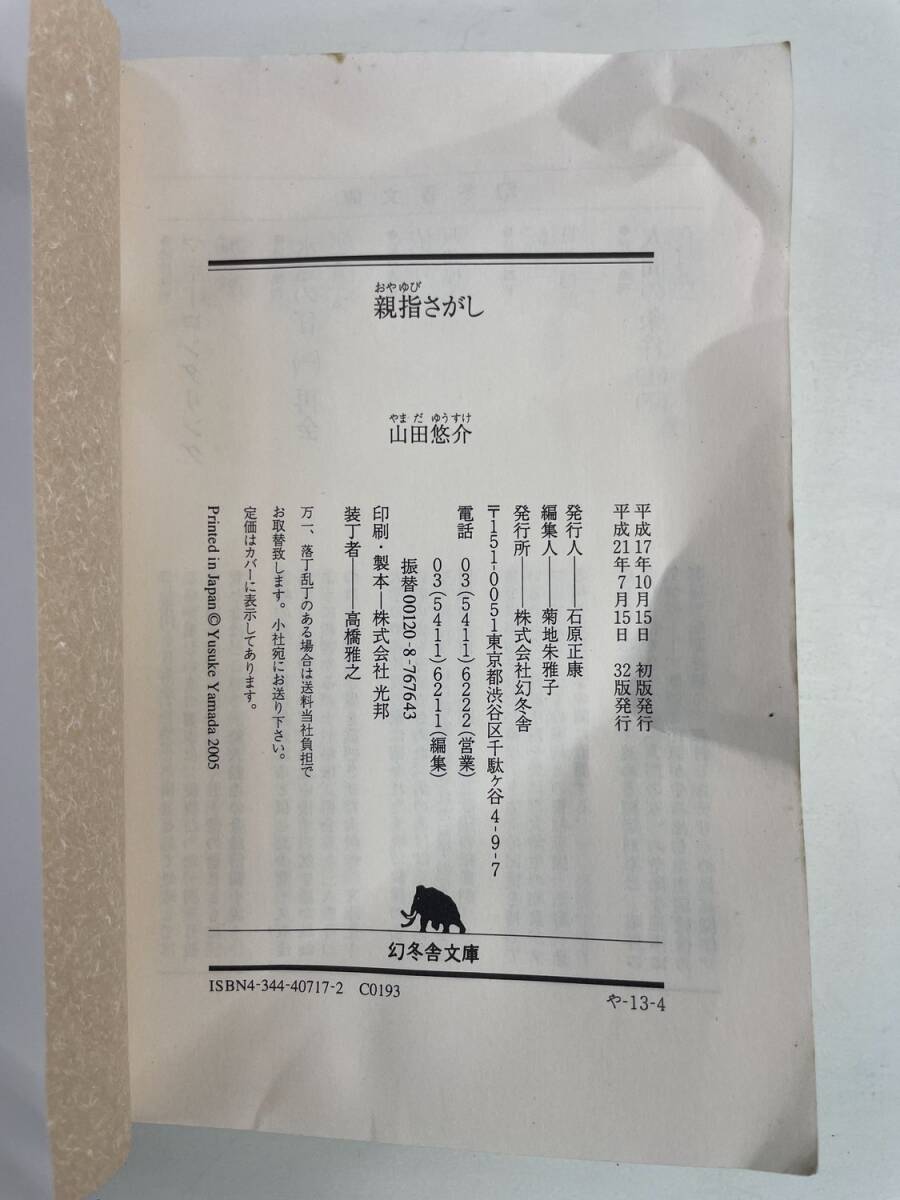 おやゆび
親指さがし
やまだ ゆうすけ
山田悠介
平成17年10月15日 初版発行
平成21年7月15日 32版発行
発行人――石原正康
編集人――菊地朱雅子
発行所――株式会社幻冬舎
〒151-0051東京都渋谷区千駄ヶ谷4-9-7
電話 03(5411)6222(営業)
03(5411)6211(編集)
振替00120-8-767643
印刷・製本―株式会社 光邦
装丁者――高橋雅之
万一、落丁乱丁のある場合は送料当社負担で
お取替致します。小社宛にお送り下さい。
定価はカバーに表示してあります。
Printed in Japan © Yusuke Yamada 2005
幻冬舎文庫
ISBN4-344-40717-2 C0193
や-13-4